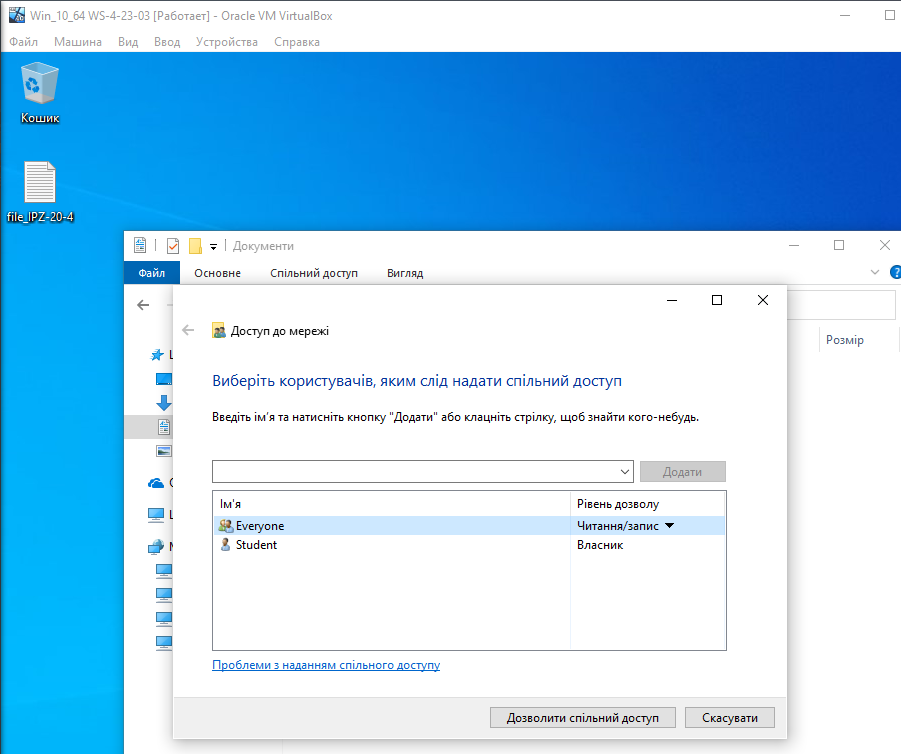 Win_10_64 WS-4-23-03 [Работает] - Oracle VM VirtualBox
Файл Машина Вид Ввод Устройства Справка
Кошик
file_IPZ-20-4
Документи
Файл Основне Спільний доступ Вигляд
Розмір
Доступ до мережі
Виберіть користувачів, яким слід надати спільний доступ
Введіть ім'я та натисніть кнопку "Додати" або клацніть стрілку, щоб знайти кого-небудь.
Додати
Ім'я Рівень дозволу
Everyone Читання/запис
Student Власник
Проблеми з наданням спільного доступу
Дозволити спільний доступ Скасувати